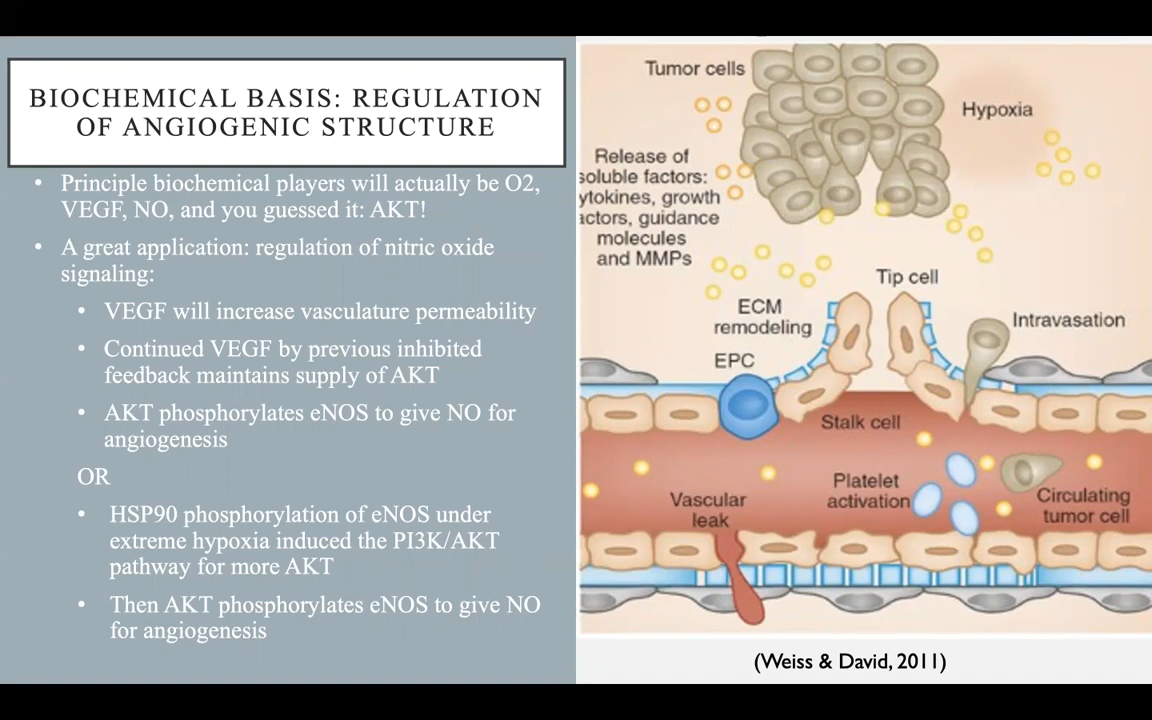 BIOCHEMICAL BASIS: REGULATION
OF ANGIOGENIC STRUCTURE
• Principle biochemical players will actually be O2,
VEGF, NO, and you guessed it: AKT!
• A great application: regulation of nitric oxide
signaling:
• VEGF will increase vasculature permeability
• Continued VEGF by previous inhibited
feedback maintains supply of AKT
• AKT phosphorylates eNOS to give NO for
angiogenesis
OR
• HSP90 phosphorylation of eNOS under
extreme hypoxia induced the PI3K/AKT
pathway for more AKT
• Then AKT phosphorylates eNOS to give NO
for angiogenesis
Tumor cells
Hypoxia
Release of
soluble factors:
ytokines, growth
actors, guidance
molecules
and MMPs
Tip cell
ECM
remodeling
Intravasation
EPC
Stalk cell
Platelet
activation
Vascular
leak
Circulating
tumor cell
(Weiss & David, 2011)